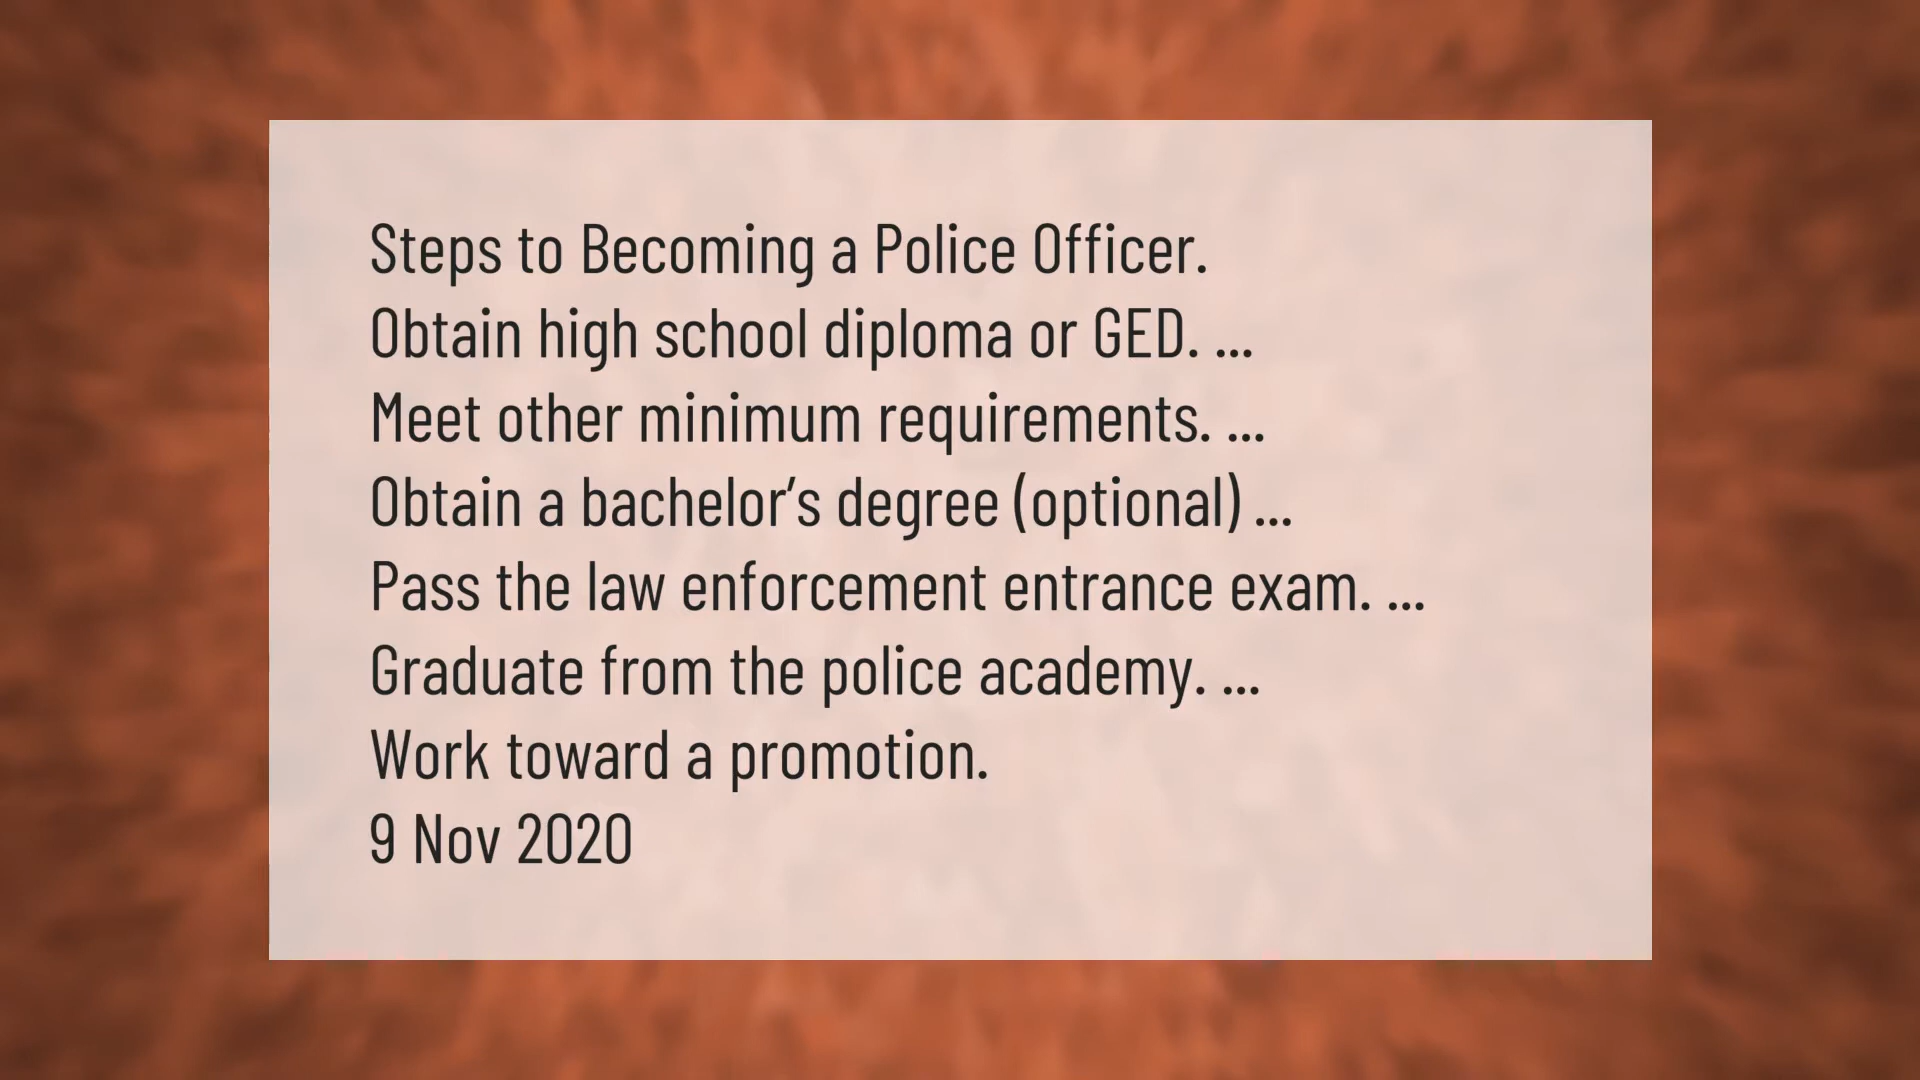 Steps to Becoming a Police Officer.
Obtain high school diploma or GED. ...
Meet other minimum requirements. ...
Obtain a bachelor’s degree (optional) ...
Pass the law enforcement entrance exam. ...
Graduate from the police academy. ...
Work toward a promotion.
9 Nov 2020